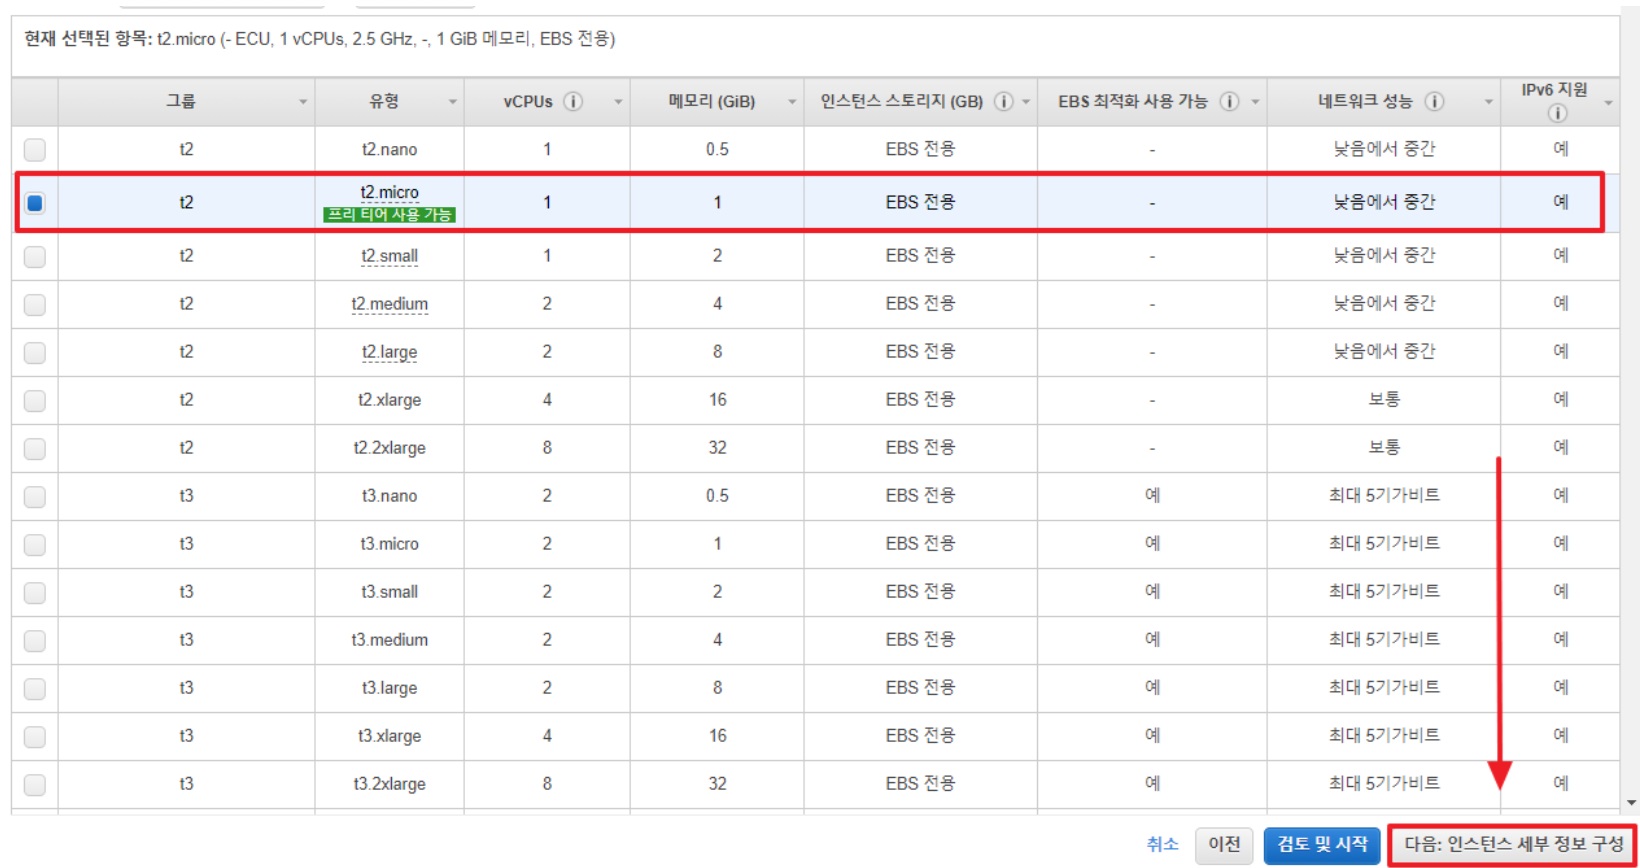 현재 선택된 항목: t2.micro (- ECU, 1 vCPUs, 2.5 GHz, -, 1 GiB 메모리, EBS 전용)
그룹 유형 vCPUs i 메모리 (GiB) 인스턴스 스토리지 (GB) i EBS 최적화 사용 가능 i 네트워크 성능 i IPv6 지원 i
t2 t2.nano 1 0.5 EBS 전용 - 낮음에서 중간 예
t2 t2.micro 프리 티어 사용 가능 1 1 EBS 전용 - 낮음에서 중간 예
t2 t2.small 1 2 EBS 전용 - 낮음에서 중간 예
t2 t2.medium 2 4 EBS 전용 - 낮음에서 중간 예
t2 t2.large 2 8 EBS 전용 - 낮음에서 중간 예
t2 t2.xlarge 4 16 EBS 전용 - 보통 예
t2 t2.2xlarge 8 32 EBS 전용 - 보통 예
t3 t3.nano 2 0.5 EBS 전용 예 최대 5기가비트 예
t3 t3.micro 2 1 EBS 전용 예 최대 5기가비트 예
t3 t3.small 2 2 EBS 전용 예 최대 5기가비트 예
t3 t3.medium 2 4 EBS 전용 예 최대 5기가비트 예
t3 t3.large 2 8 EBS 전용 예 최대 5기가비트 예
t3 t3.xlarge 4 16 EBS 전용 예 최대 5기가비트 예
t3 t3.2xlarge 8 32 EBS 전용 예 최대 5기가비트 예
취소 이전 검토 및 시작 다음: 인스턴스 세부 정보 구성